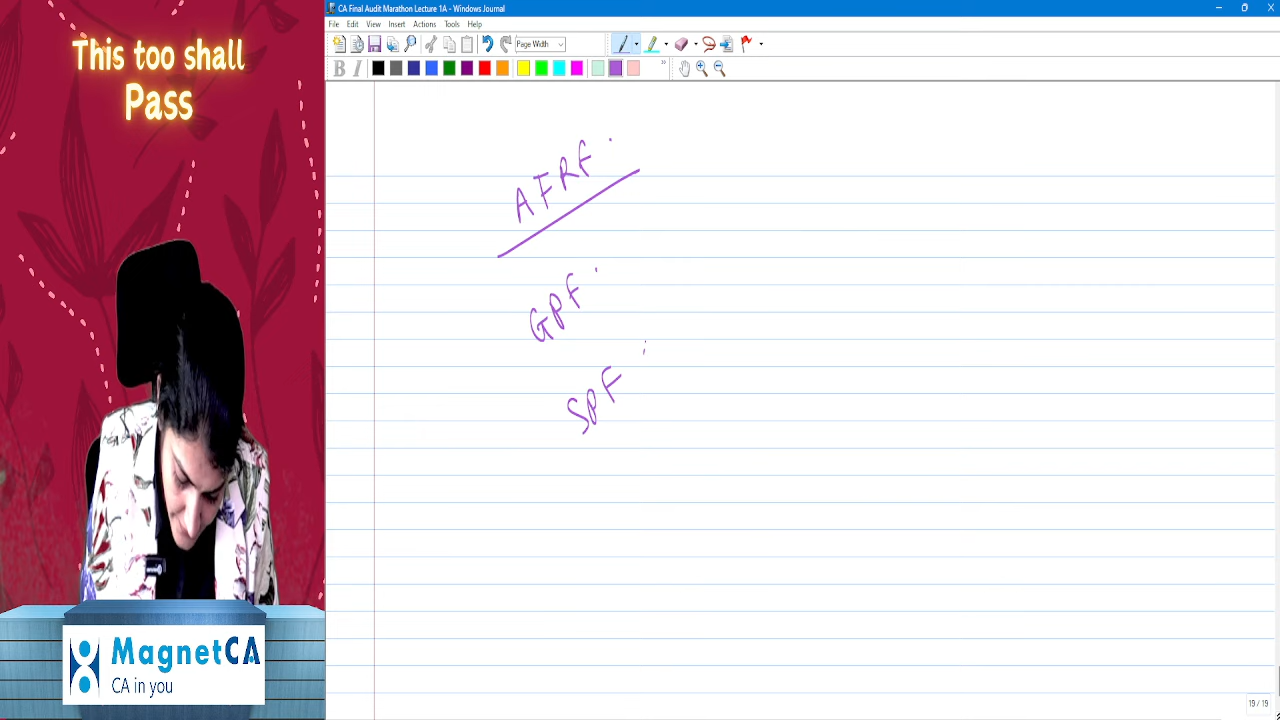 This too shall
Pass
CA Final Audit Marathon Lecture 1A - Windows Journal
File Edit View Insert Actions Tools Help
Page Width
B I
AFRF
GPF
SPF
MagnetCA
CA in you
19 / 19